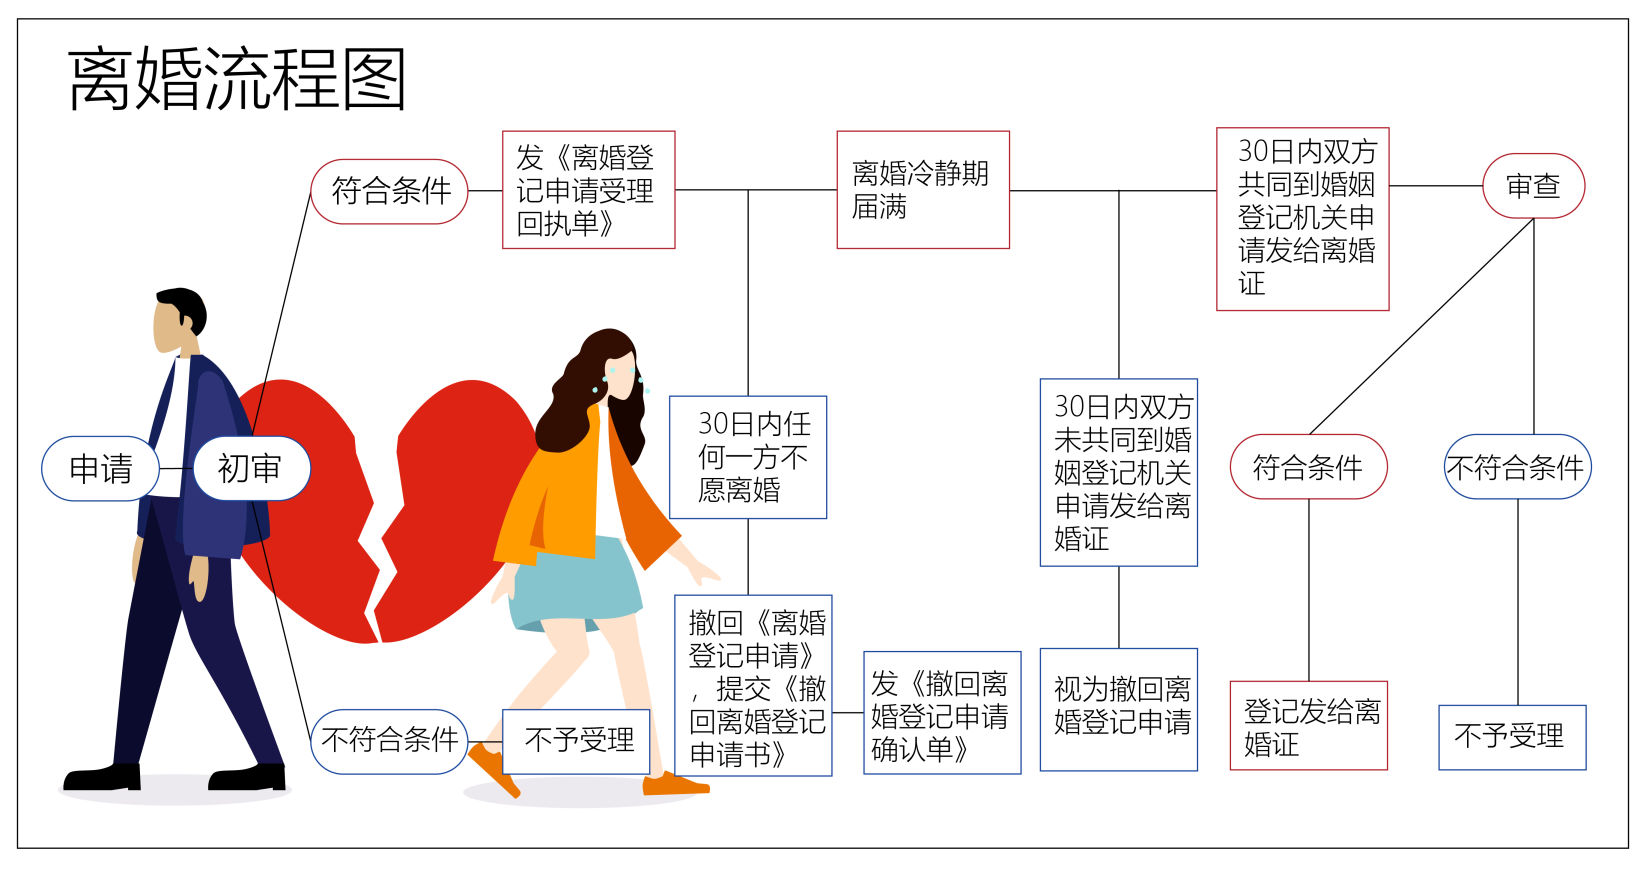 离婚流程图
申请
初审
符合条件
发《离婚登
记申请受理
回执单》
离婚冷静期
届满
30日内双方
共同到婚姻
登记机关申
请发给离婚
证
审查
30日内任
何一方不
愿离婚
撤回《离婚
登记申请》
，提交《撤
回离婚登记
申请书》
发《撤回离
婚登记申请
确认单》
30日内双方
未共同到婚
姻登记机关
申请发给离
婚证
视为撤回离
婚登记申请
符合条件
登记发给离
婚证
不符合条件
不予受理
不符合条件
不予受理